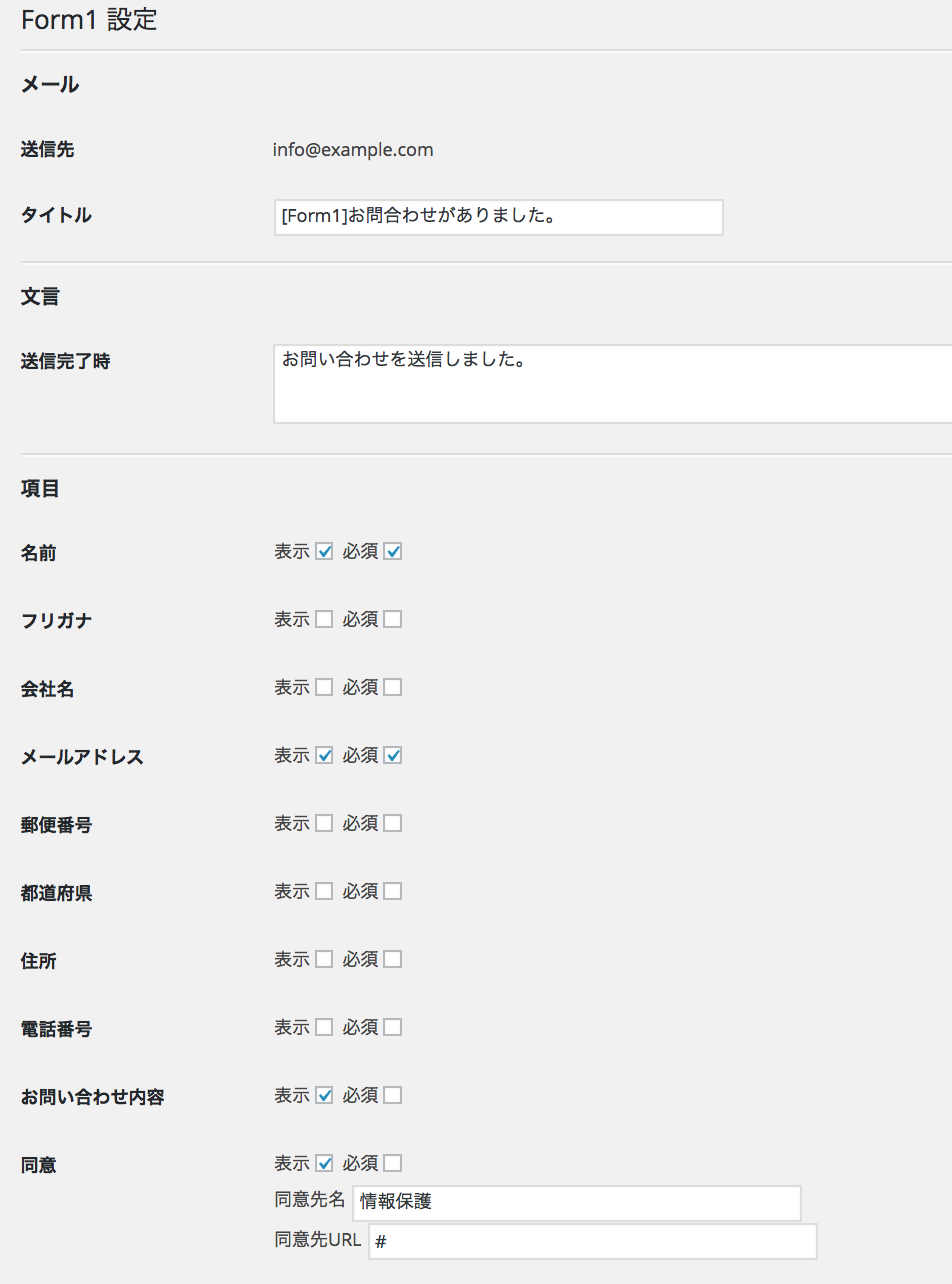 Form1 設定
メール
送信先 info@example.com
タイトル [Form1]お問合わせがありました。
文言
送信完了時 お問い合わせを送信しました。
項目
名前 表示 必須
フリガナ 表示 必須
会社名 表示 必須
メールアドレス 表示 必須
郵便番号 表示 必須
都道府県 表示 必須
住所 表示 必須
電話番号 表示 必須
お問い合わせ内容 表示 必須
同意 表示 必須
同意先名 情報保護
同意先URL #